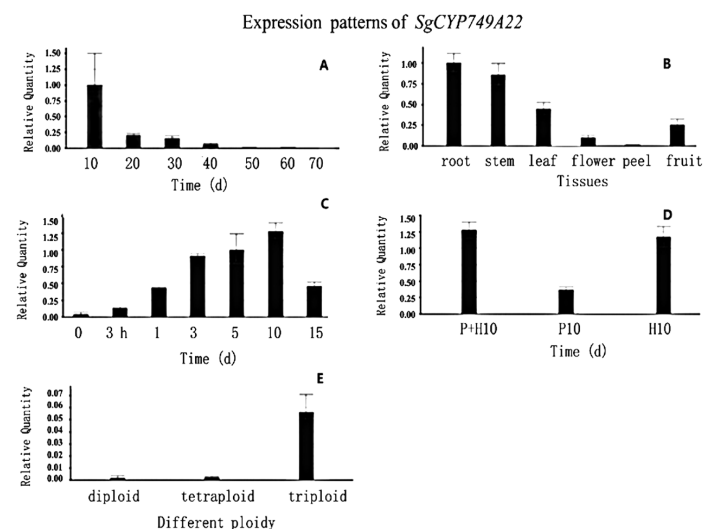 Expression patterns of SgCYP749A22
A
Relative Quantity
1.50
1.25
1.00
0.75
0.50
0.25
0.00
10 20 30 40 50 60 70
Time (d)
B
Relative Quantity
1.00
0.75
0.50
0.25
0.00
root stem leaf flower peel fruit
Tissues
C
Relative Quantity
1.50
1.25
1.00
0.75
0.50
0.25
0.00
0 3 h 1 3 5 10 15
Time (d)
D
Relative Quantity
1.50
1.25
1.00
0.75
0.50
0.25
0.00
P+H10 P10 H10
Time (d)
E
Relative Quantity
0.07
0.06
0.05
0.04
0.03
0.02
0.01
0.00
diploid tetraploid triploid
Different ploidy